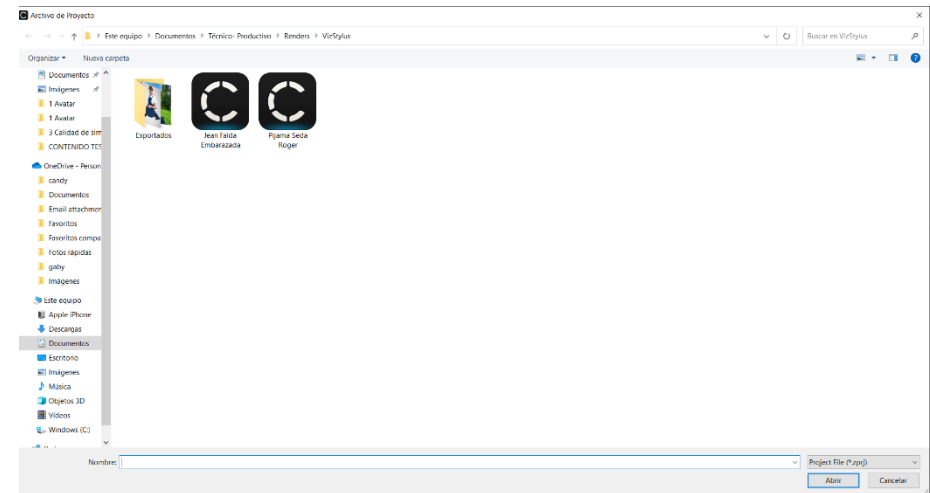 Archivo de Proyecto
Este equipo > Documentos > Técnico- Productivo > Renders > VizStylus
Buscar en VizStylus
Organizar
Nueva carpeta
Documentos
Imágenes
1 Avatar
1 Avatar
3 Calidad de sim
CONTENIDO TES
OneDrive - Person
candy
Documentos
Email attachmen
Favoritos
Favoritos compa
Fotos rápidas
gaby
Imágenes
Este equipo
Apple iPhone
Descargas
Documentos
Escritorio
Imágenes
Música
Objetos 3D
Vídeos
Windows (C:)
Exportados
Jean Falda
Embarazada
Pijama Seda
Roger
Nombre:
Project File (*.zprj)
Abrir
Cancelar